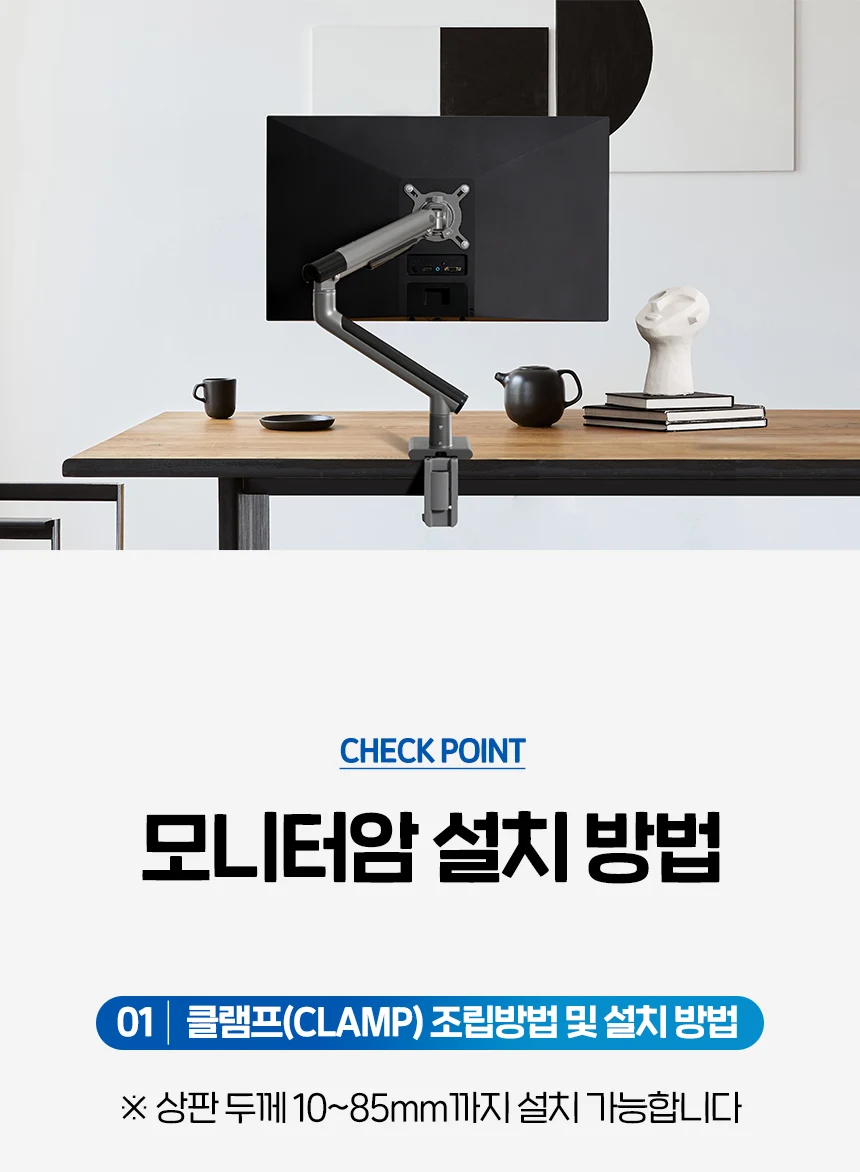 CHECK POINT
모니터암 설치 방법
01 클램프(CLAMP) 조립방법 및 설치 방법
※ 상판 두께 10~85mm까지 설치 가능합니다